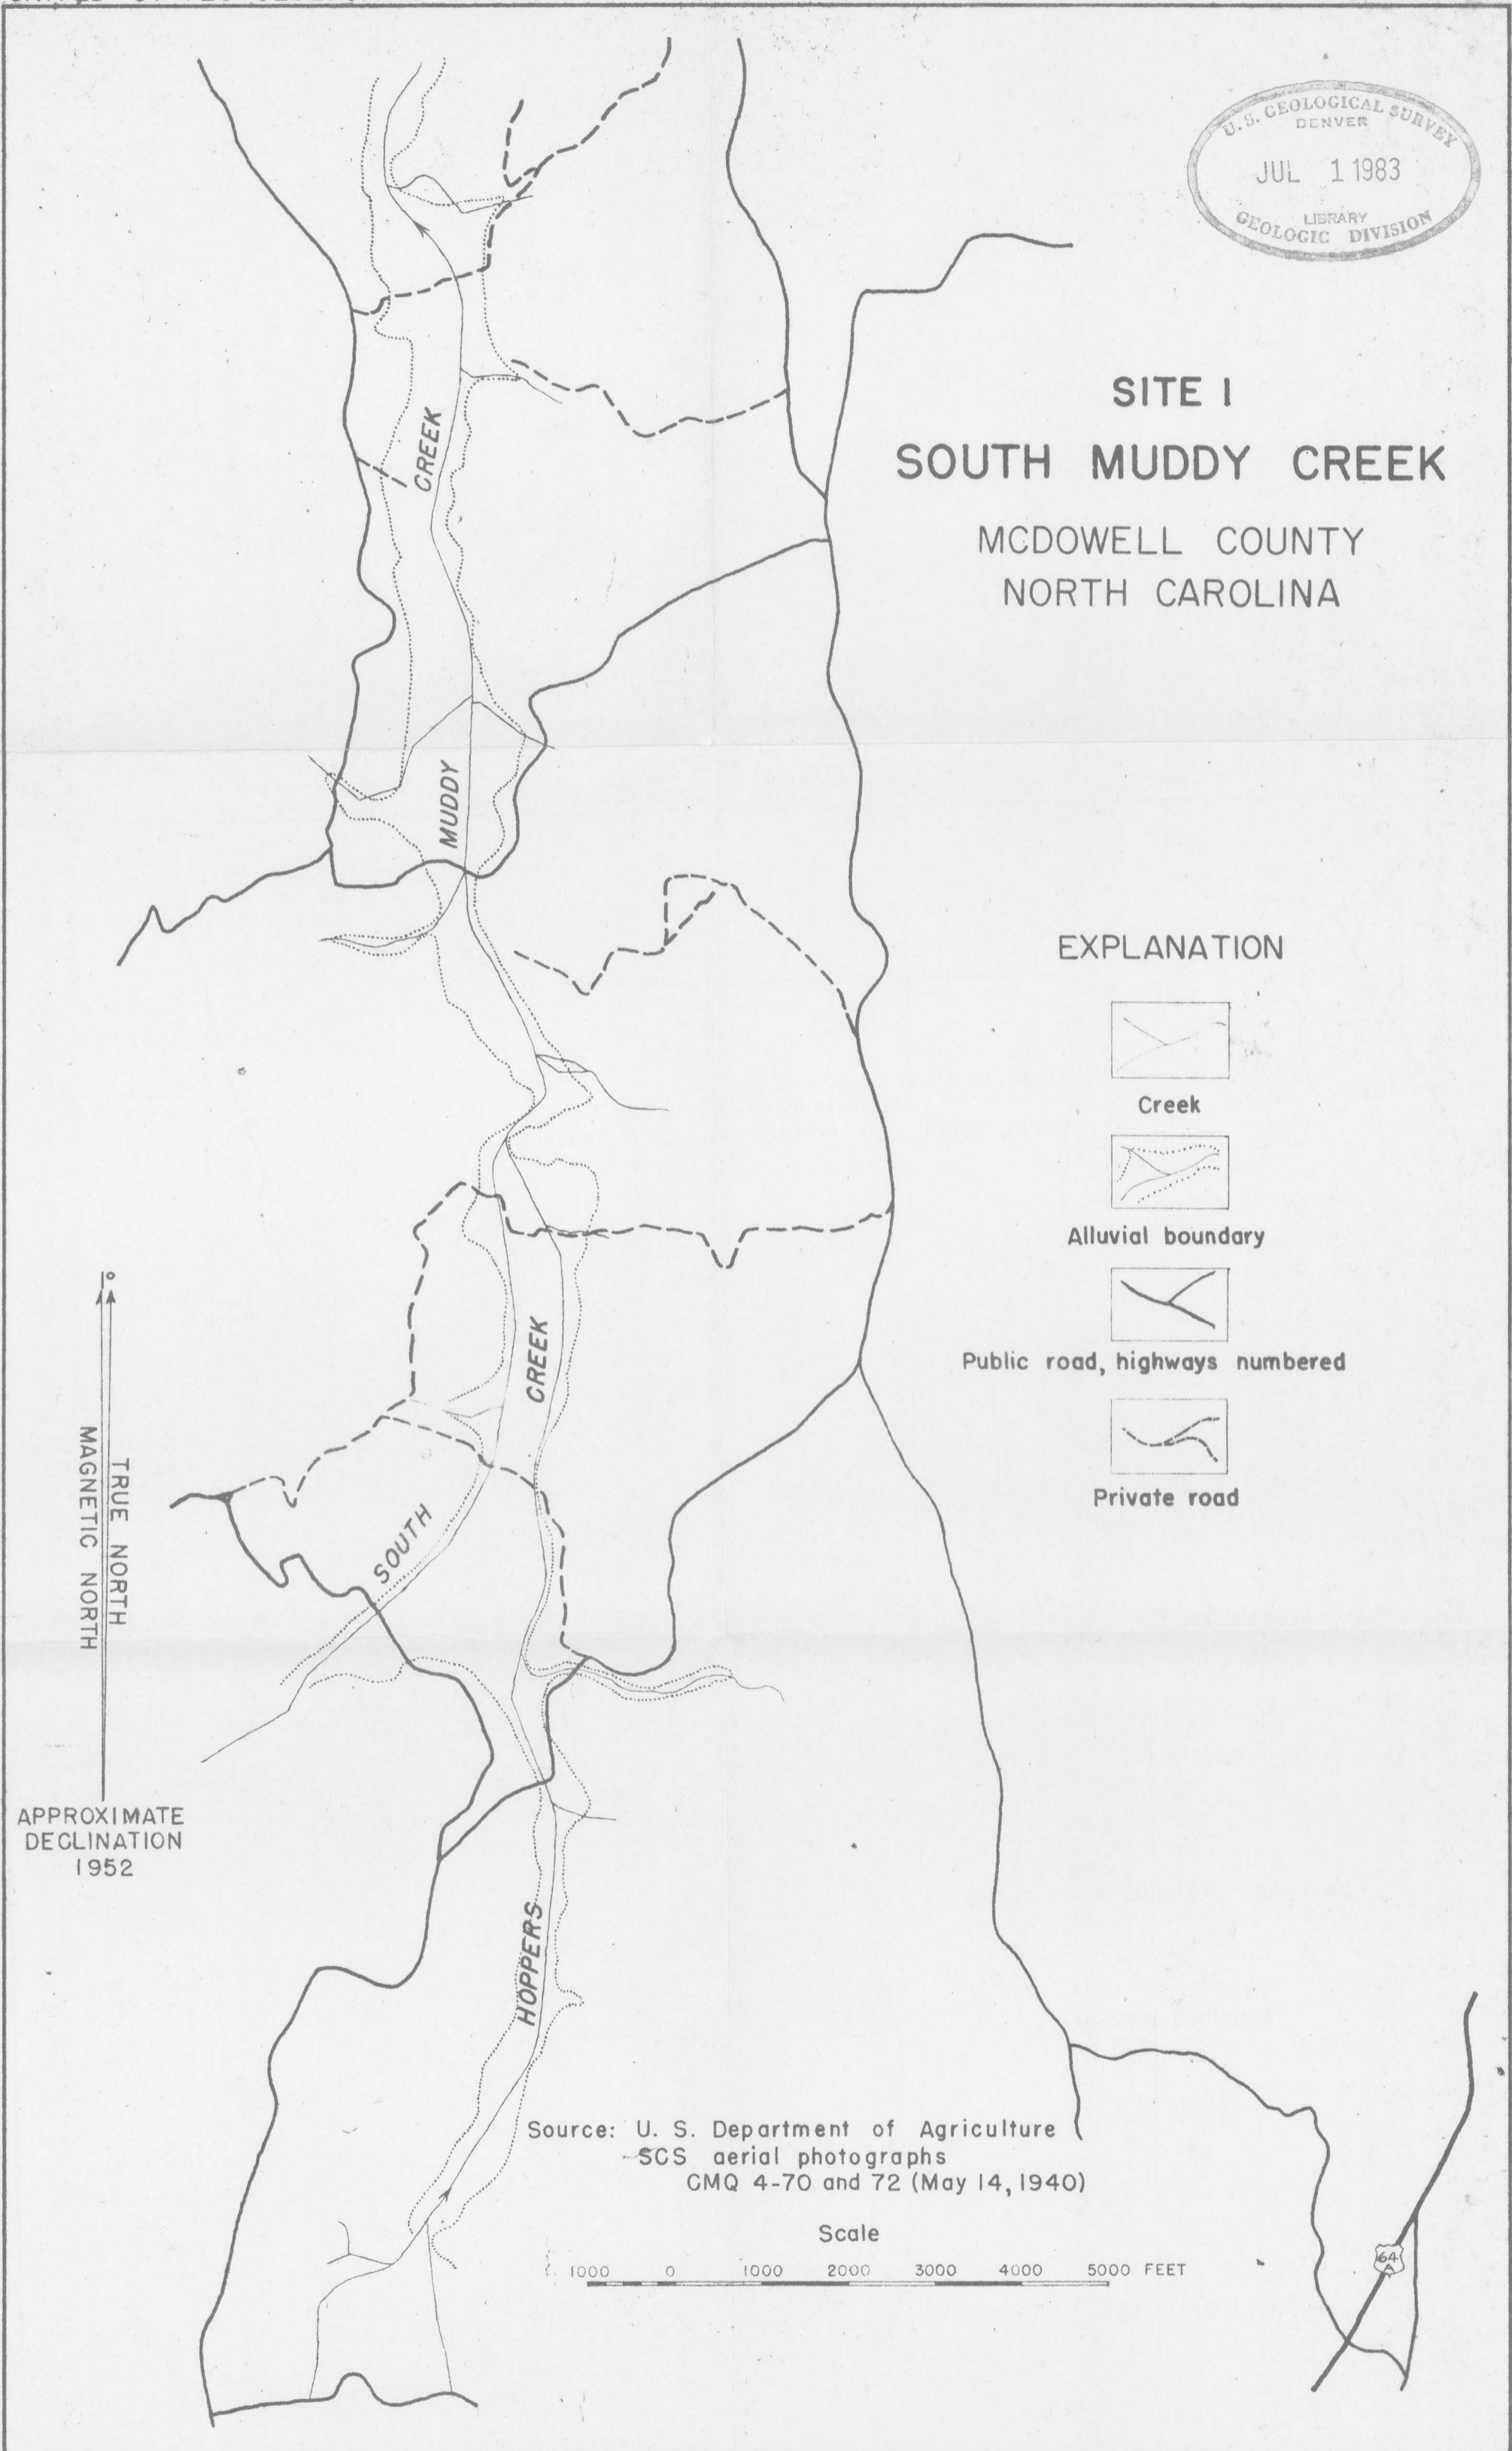 U. S. GEOLOGICAL SURVEY
DENVER
JUL 1 1983
LIBRARY
GEOLOGIC DIVISION
SITE I
SOUTH MUDDY CREEK
MCDOWELL COUNTY
NORTH CAROLINA
CREEK
MUDDY
EXPLANATION
Creek
Alluvial boundary
Public road, highways numbered
Private road
1°
TRUE NORTH
MAGNETIC NORTH
APPROXIMATE
DECLINATION
1952
CREEK
SOUTH
HOPPERS
Source: U. S. Department of Agriculture
SCS aerial photographs
CMQ 4-70 and 72 (May 14, 1940)
Scale
1000 0 1000 2000 3000 4000 5000 FEET
64
A